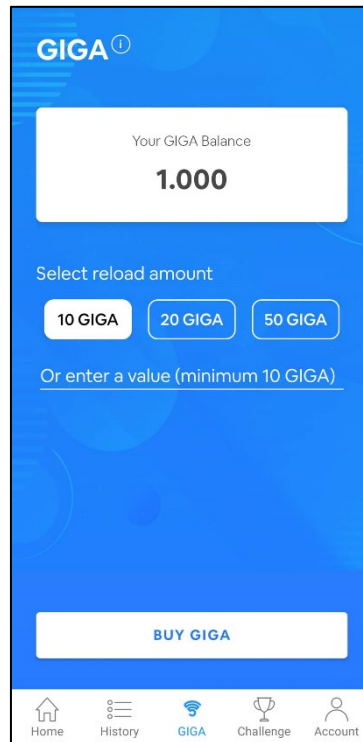 GIGA
Your GIGA Balance
1.000
Select reload amount
10 GIGA 20 GIGA 50 GIGA
Or enter a value (minimum 10 GIGA)
BUY GIGA
Home History GIGA Challenge Account